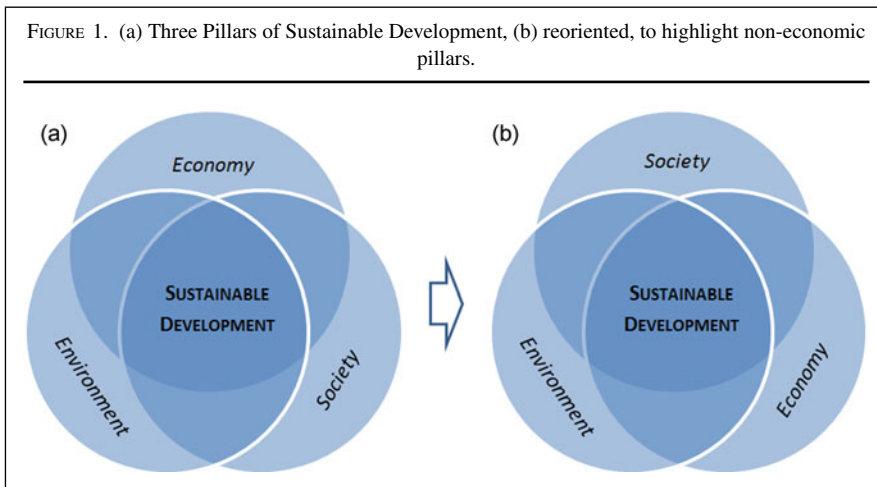 FIGURE 1. (a) Three Pillars of Sustainable Development, (b) reoriented, to highlight non-economic
pillars.
(a)
Economy
SUSTAINABLE
DEVELOPMENT
Environment
Society
(b)
Society
SUSTAINABLE
DEVELOPMENT
Environment
Economy